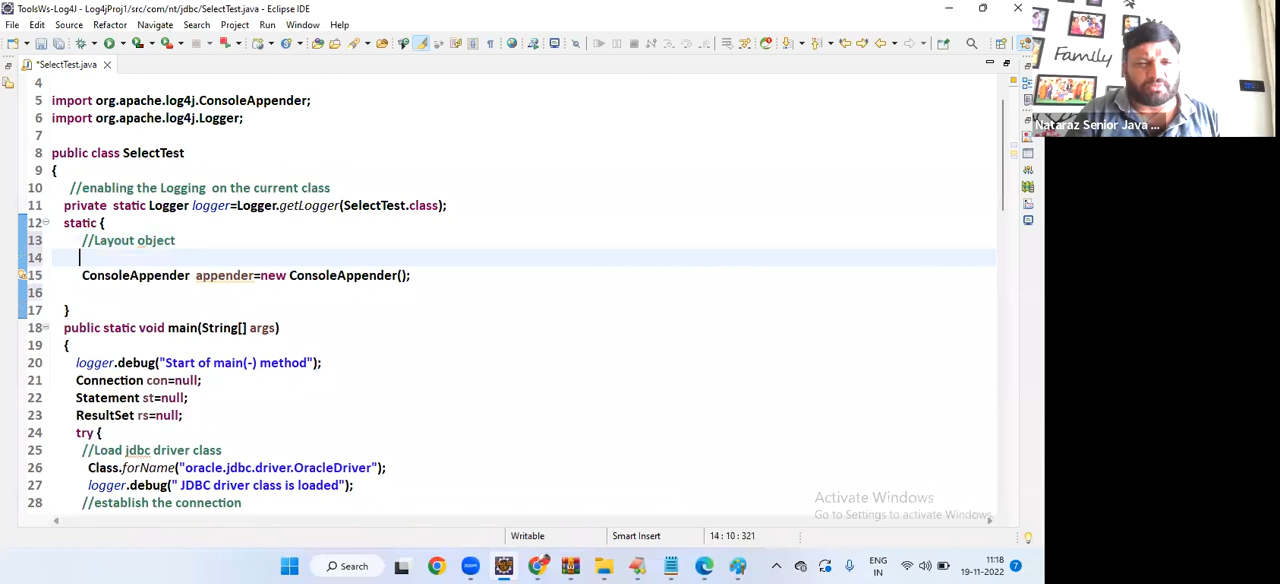 ToolsWs-Log4J - Log4jProj1/src/com/nt/jdbc/SelectTest.java - Eclipse IDE
File Edit Source Refactor Navigate Search Project Run Window Help
*SelectTest.java
4
5 import org.apache.log4j.ConsoleAppender;
6 import org.apache.log4j.Logger;
7
8 public class SelectTest
9 {
10 //enabling the Logging  on the current class
11 private  static Logger logger=Logger.getLogger(SelectTest.class);
12 static {
13 //Layout object
14
15 ConsoleAppender  appender=new ConsoleAppender();
16
17 }
18 public static void main(String[] args)
19 {
20 logger.debug("Start of main(-) method");
21 Connection con=null;
22 Statement st=null;
23 ResultSet rs=null;
24 try {
25 //Load jdbc driver class
26 Class.forName("oracle.jdbc.driver.OracleDriver");
27 logger.debug(" JDBC driver class is loaded");
28 //establish the connection
Family
Nataraz Senior Java ...
Activate Windows
Go to Settings to activate Windows.
Writable Smart Insert 14 : 10 : 321
Search
ENG
IN
11:18
19-11-2022
7